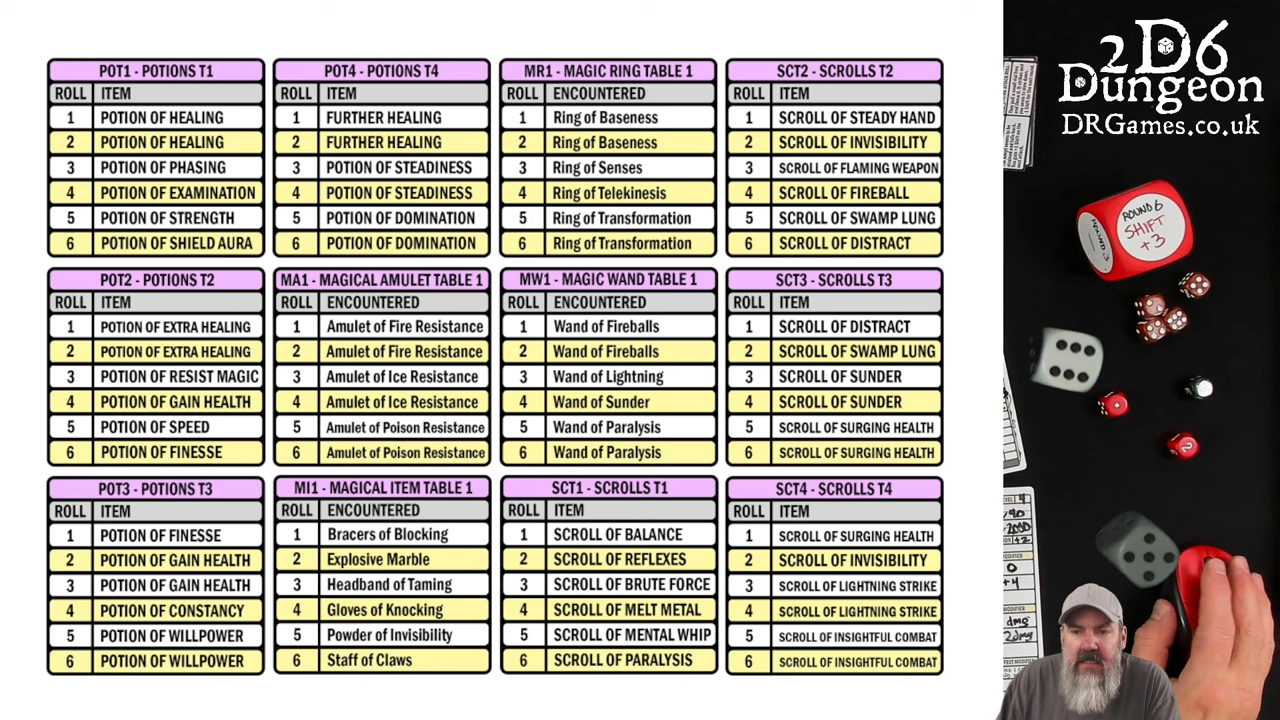 POT1 - POTIONS T1
ROLL ITEM
1 POTION OF HEALING
2 POTION OF HEALING
3 POTION OF PHASING
4 POTION OF EXAMINATION
5 POTION OF STRENGTH
6 POTION OF SHIELD AURA
POT4 - POTIONS T4
ROLL ITEM
1 FURTHER HEALING
2 FURTHER HEALING
3 POTION OF STEADINESS
4 POTION OF STEADINESS
5 POTION OF DOMINATION
6 POTION OF DOMINATION
MR1 - MAGIC RING TABLE 1
ROLL ENCOUNTERED
1 Ring of Baseness
2 Ring of Baseness
3 Ring of Senses
4 Ring of Telekinesis
5 Ring of Transformation
6 Ring of Transformation
SCT2 - SCROLLS T2
ROLL ITEM
1 SCROLL OF STEADY HAND
2 SCROLL OF INVISIBILITY
3 SCROLL OF FLAMING WEAPON
4 SCROLL OF FIREBALL
5 SCROLL OF SWAMP LUNG
6 SCROLL OF DISTRACT
POT2 - POTIONS T2
ROLL ITEM
1 POTION OF EXTRA HEALING
2 POTION OF EXTRA HEALING
3 POTION OF RESIST MAGIC
4 POTION OF GAIN HEALTH
5 POTION OF SPEED
6 POTION OF FINESSE
MA1 - MAGICAL AMULET TABLE 1
ROLL ENCOUNTERED
1 Amulet of Fire Resistance
2 Amulet of Fire Resistance
3 Amulet of Ice Resistance
4 Amulet of Ice Resistance
5 Amulet of Poison Resistance
6 Amulet of Poison Resistance
MW1 - MAGIC WAND TABLE 1
ROLL ENCOUNTERED
1 Wand of Fireballs
2 Wand of Fireballs
3 Wand of Lightning
4 Wand of Sunder
5 Wand of Paralysis
6 Wand of Paralysis
SCT3 - SCROLLS T3
ROLL ITEM
1 SCROLL OF DISTRACT
2 SCROLL OF SWAMP LUNG
3 SCROLL OF SUNDER
4 SCROLL OF SUNDER
5 SCROLL OF SURGING HEALTH
6 SCROLL OF SURGING HEALTH
POT3 - POTIONS T3
ROLL ITEM
1 POTION OF FINESSE
2 POTION OF GAIN HEALTH
3 POTION OF GAIN HEALTH
4 POTION OF CONSTANCY
5 POTION OF WILLPOWER
6 POTION OF WILLPOWER
MI1 - MAGICAL ITEM TABLE 1
ROLL ENCOUNTERED
1 Bracers of Blocking
2 Explosive Marble
3 Headband of Taming
4 Gloves of Knocking
5 Powder of Invisibility
6 Staff of Claws
SCT1 - SCROLLS T1
ROLL ITEM
1 SCROLL OF BALANCE
2 SCROLL OF REFLEXES
3 SCROLL OF BRUTE FORCE
4 SCROLL OF MELT METAL
5 SCROLL OF MENTAL WHIP
6 SCROLL OF PARALYSIS
SCT4 - SCROLLS T4
ROLL ITEM
1 SCROLL OF SURGING HEALTH
2 SCROLL OF INVISIBILITY
3 SCROLL OF LIGHTNING STRIKE
4 SCROLL OF LIGHTNING STRIKE
5 SCROLL OF INSIGHTFUL COMBAT
6 SCROLL OF INSIGHTFUL COMBAT
2D6
Dungeon
DRGames.co.uk
ROUND 6
SHIFT
+3